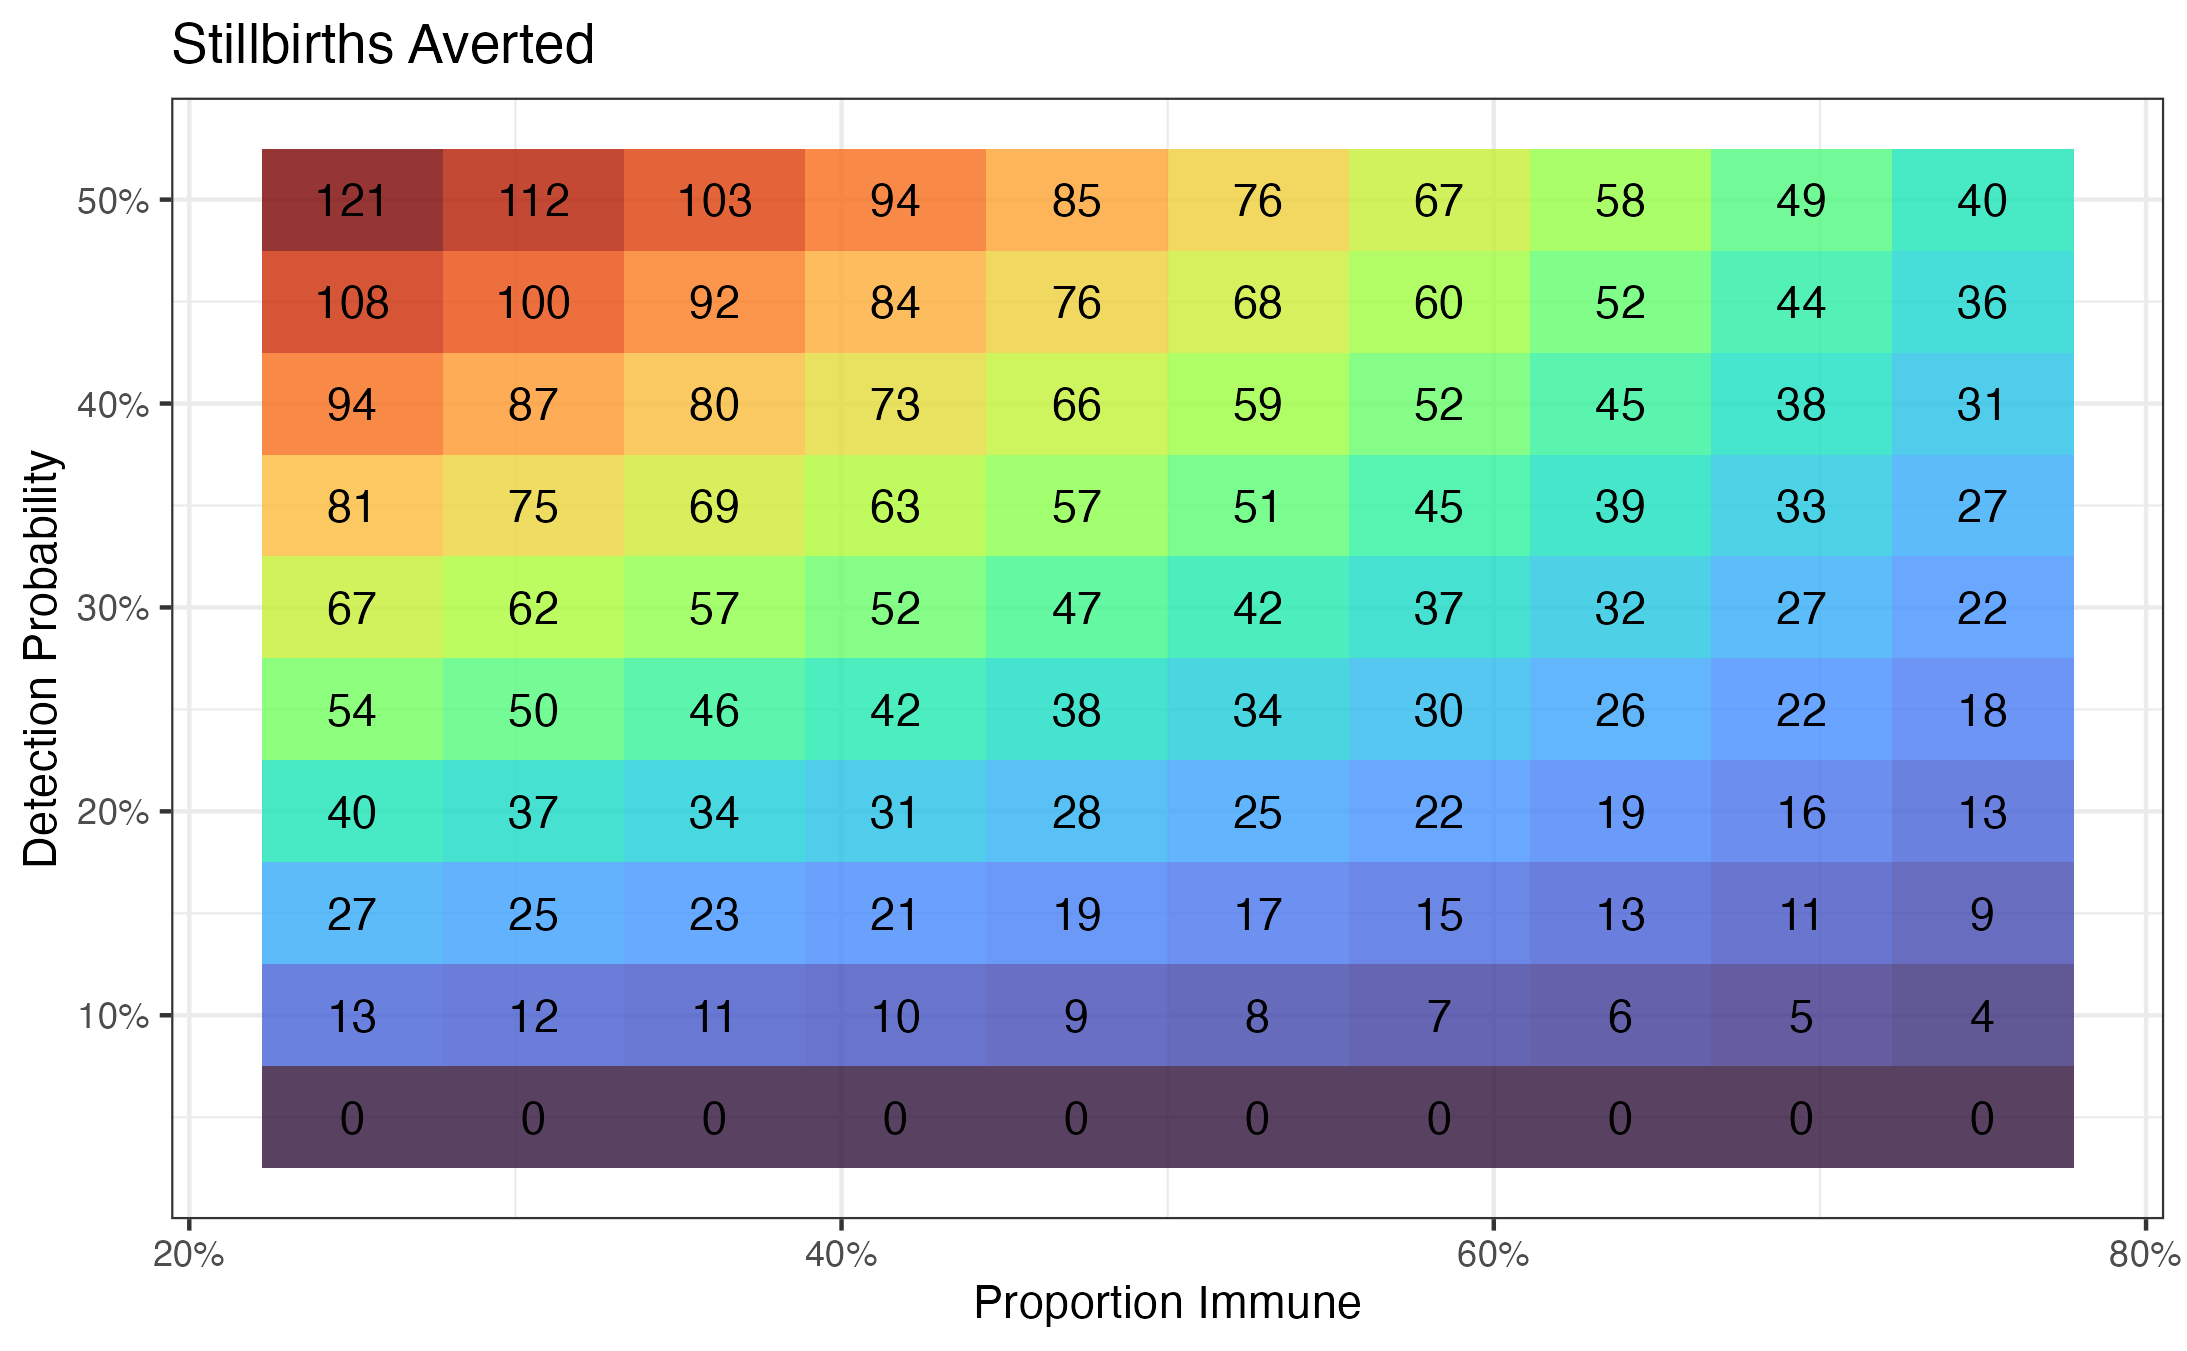 Stillbirths Averted
50% 121 112 103 94 85 76 67 58 49 40
108 100 92 84 76 68 60 52 44 36
40% 94 87 80 73 66 59 52 45 38 31
81 75 69 63 57 51 45 39 33 27
30% 67 62 57 52 47 42 37 32 27 22
54 50 46 42 38 34 30 26 22 18
20% 40 37 34 31 28 25 22 19 16 13
27 25 23 21 19 17 15 13 11 9
10% 13 12 11 10 9 8 7 6 5 4
0 0 0 0 0 0 0 0 0 0
Detection Probability
20% 40% 60% 80%
Proportion Immune